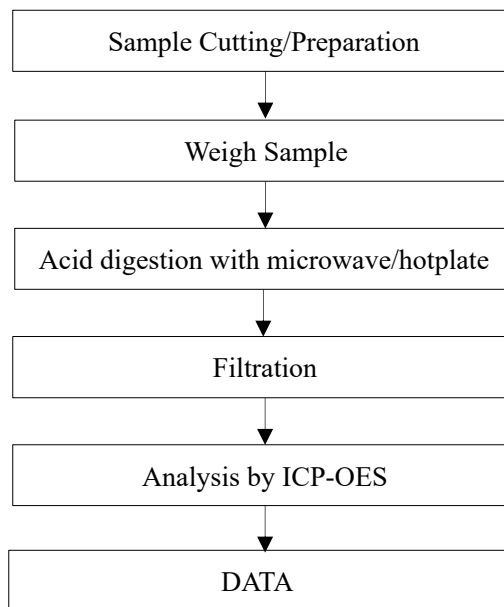 Sample Cutting/Preparation
Weigh Sample
Acid digestion with microwave/hotplate
Filtration
Analysis by ICP-OES
DATA